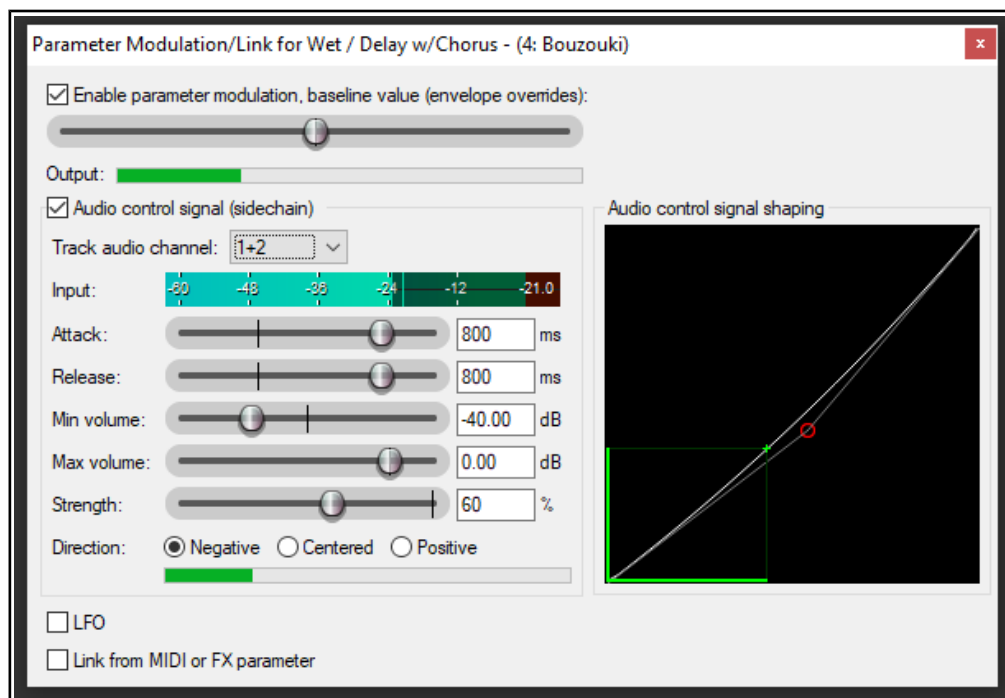 Parameter Modulation/Link for Wet / Delay w/Chorus - (4: Bouzouki) x
Enable parameter modulation, baseline value (envelope overrides):
Output:
Audio control signal (sidechain)
Audio control signal shaping
Track audio channel: 1+2
Input: -60 -48 -36 -24 -12 -21.0
Attack: 800 ms
Release: 800 ms
Min volume: -40.00 dB
Max volume: 0.00 dB
Strength: 60 %
Direction: Negative Centered Positive
LFO
Link from MIDI or FX parameter